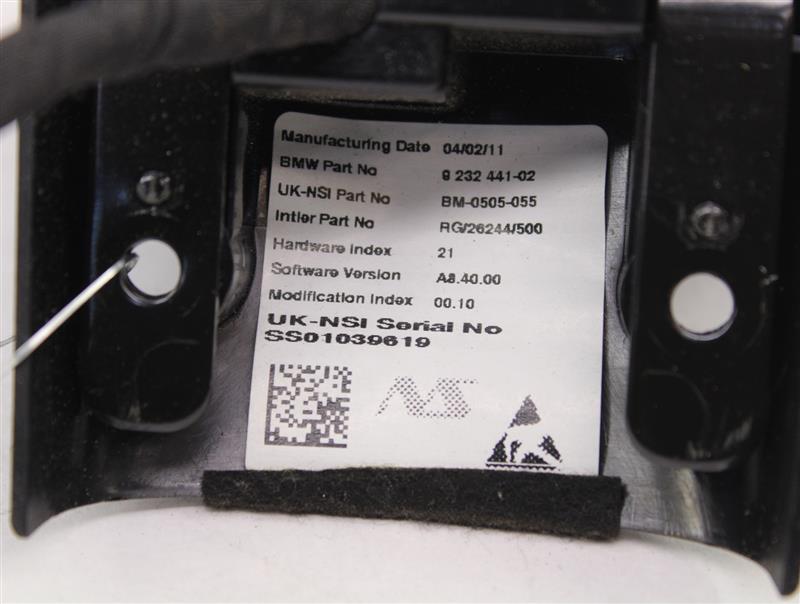 Manufacturing Date 04/02/11
BMW Part No 9 232 441-02
UK-NSI Part No BM-0505-055
Intier Part No RG/26244/500
Hardware Index 21
Software Version A8.40.00
Modification Index 00.10
UK-NSI Serial No
SS01039619
NS